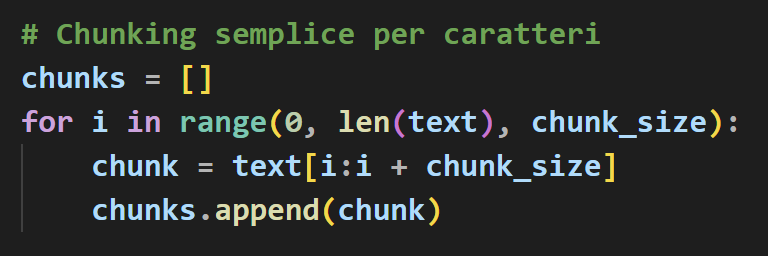 # Chunking semplice per caratteri
chunks = []
for i in range(0, len(text), chunk_size):
    chunk = text[i:i + chunk_size]
    chunks.append(chunk)